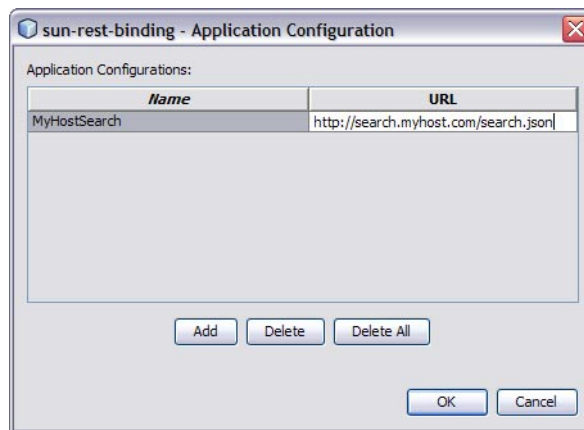 sun-rest-binding - Application Configuration
Application Configurations:
Name URL
MyHostSearch http://search.myhost.com/search.json
Add Delete Delete All
OK Cancel